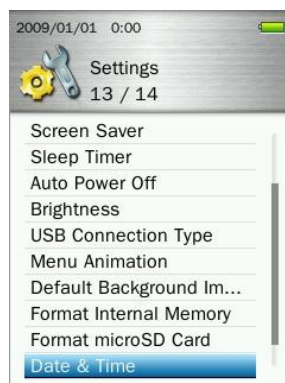 2009/01/01 0:00
Settings
13 / 14
Screen Saver
Sleep Timer
Auto Power Off
Brightness
USB Connection Type
Menu Animation
Default Background Im...
Format Internal Memory
Format microSD Card
Date & Time